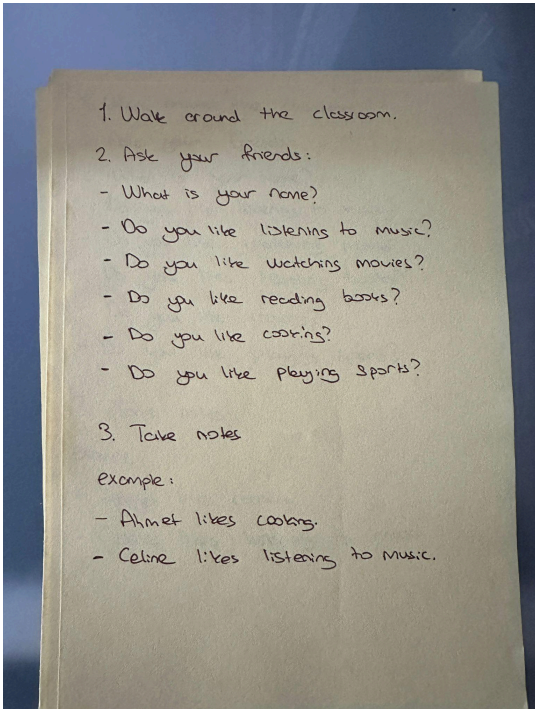 1. Walk around the classroom.
2. Ask your friends:
- What is your name?
- Do you like listening to music?
- Do you like watching movies?
- Do you like reading books?
- Do you like cooking?
- Do you like playing sports?
3. Take notes
example:
- Ahmet likes cooking.
- Celine likes listening to music.